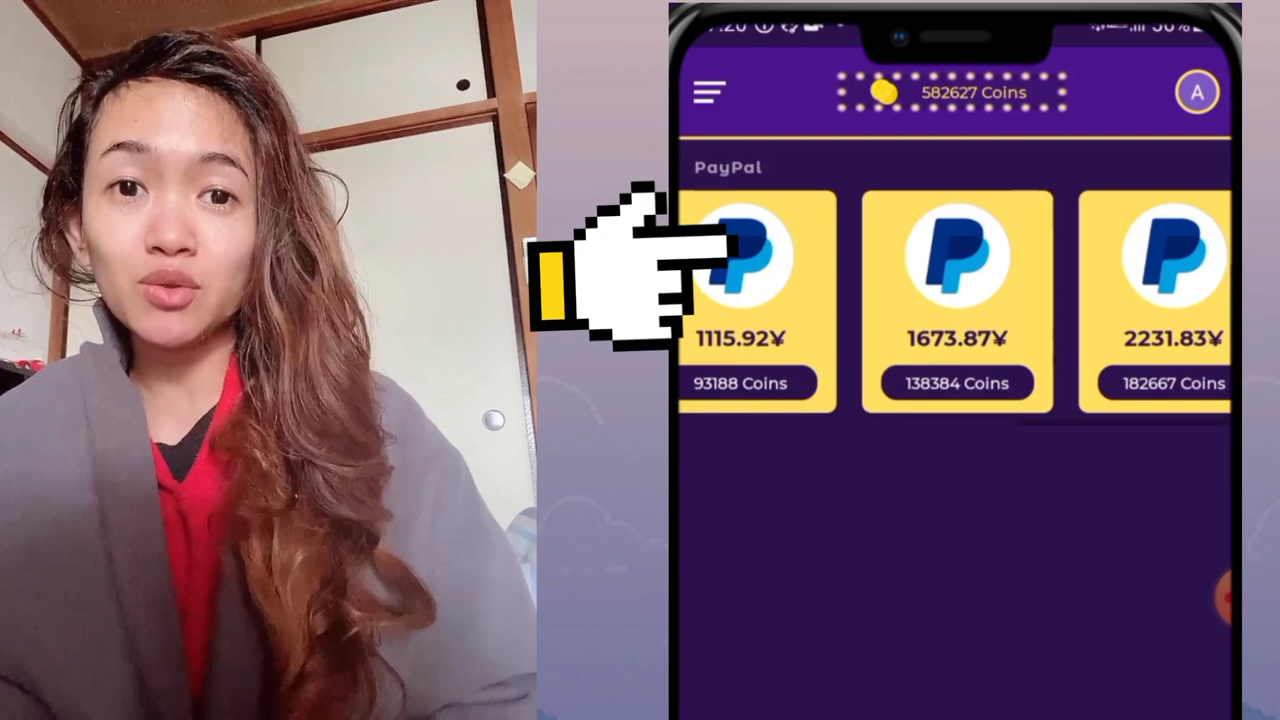 582627 Coins
A
PayPal
1115.92¥
1673.87¥
2231.83¥
93188 Coins
138384 Coins
182667 Coins